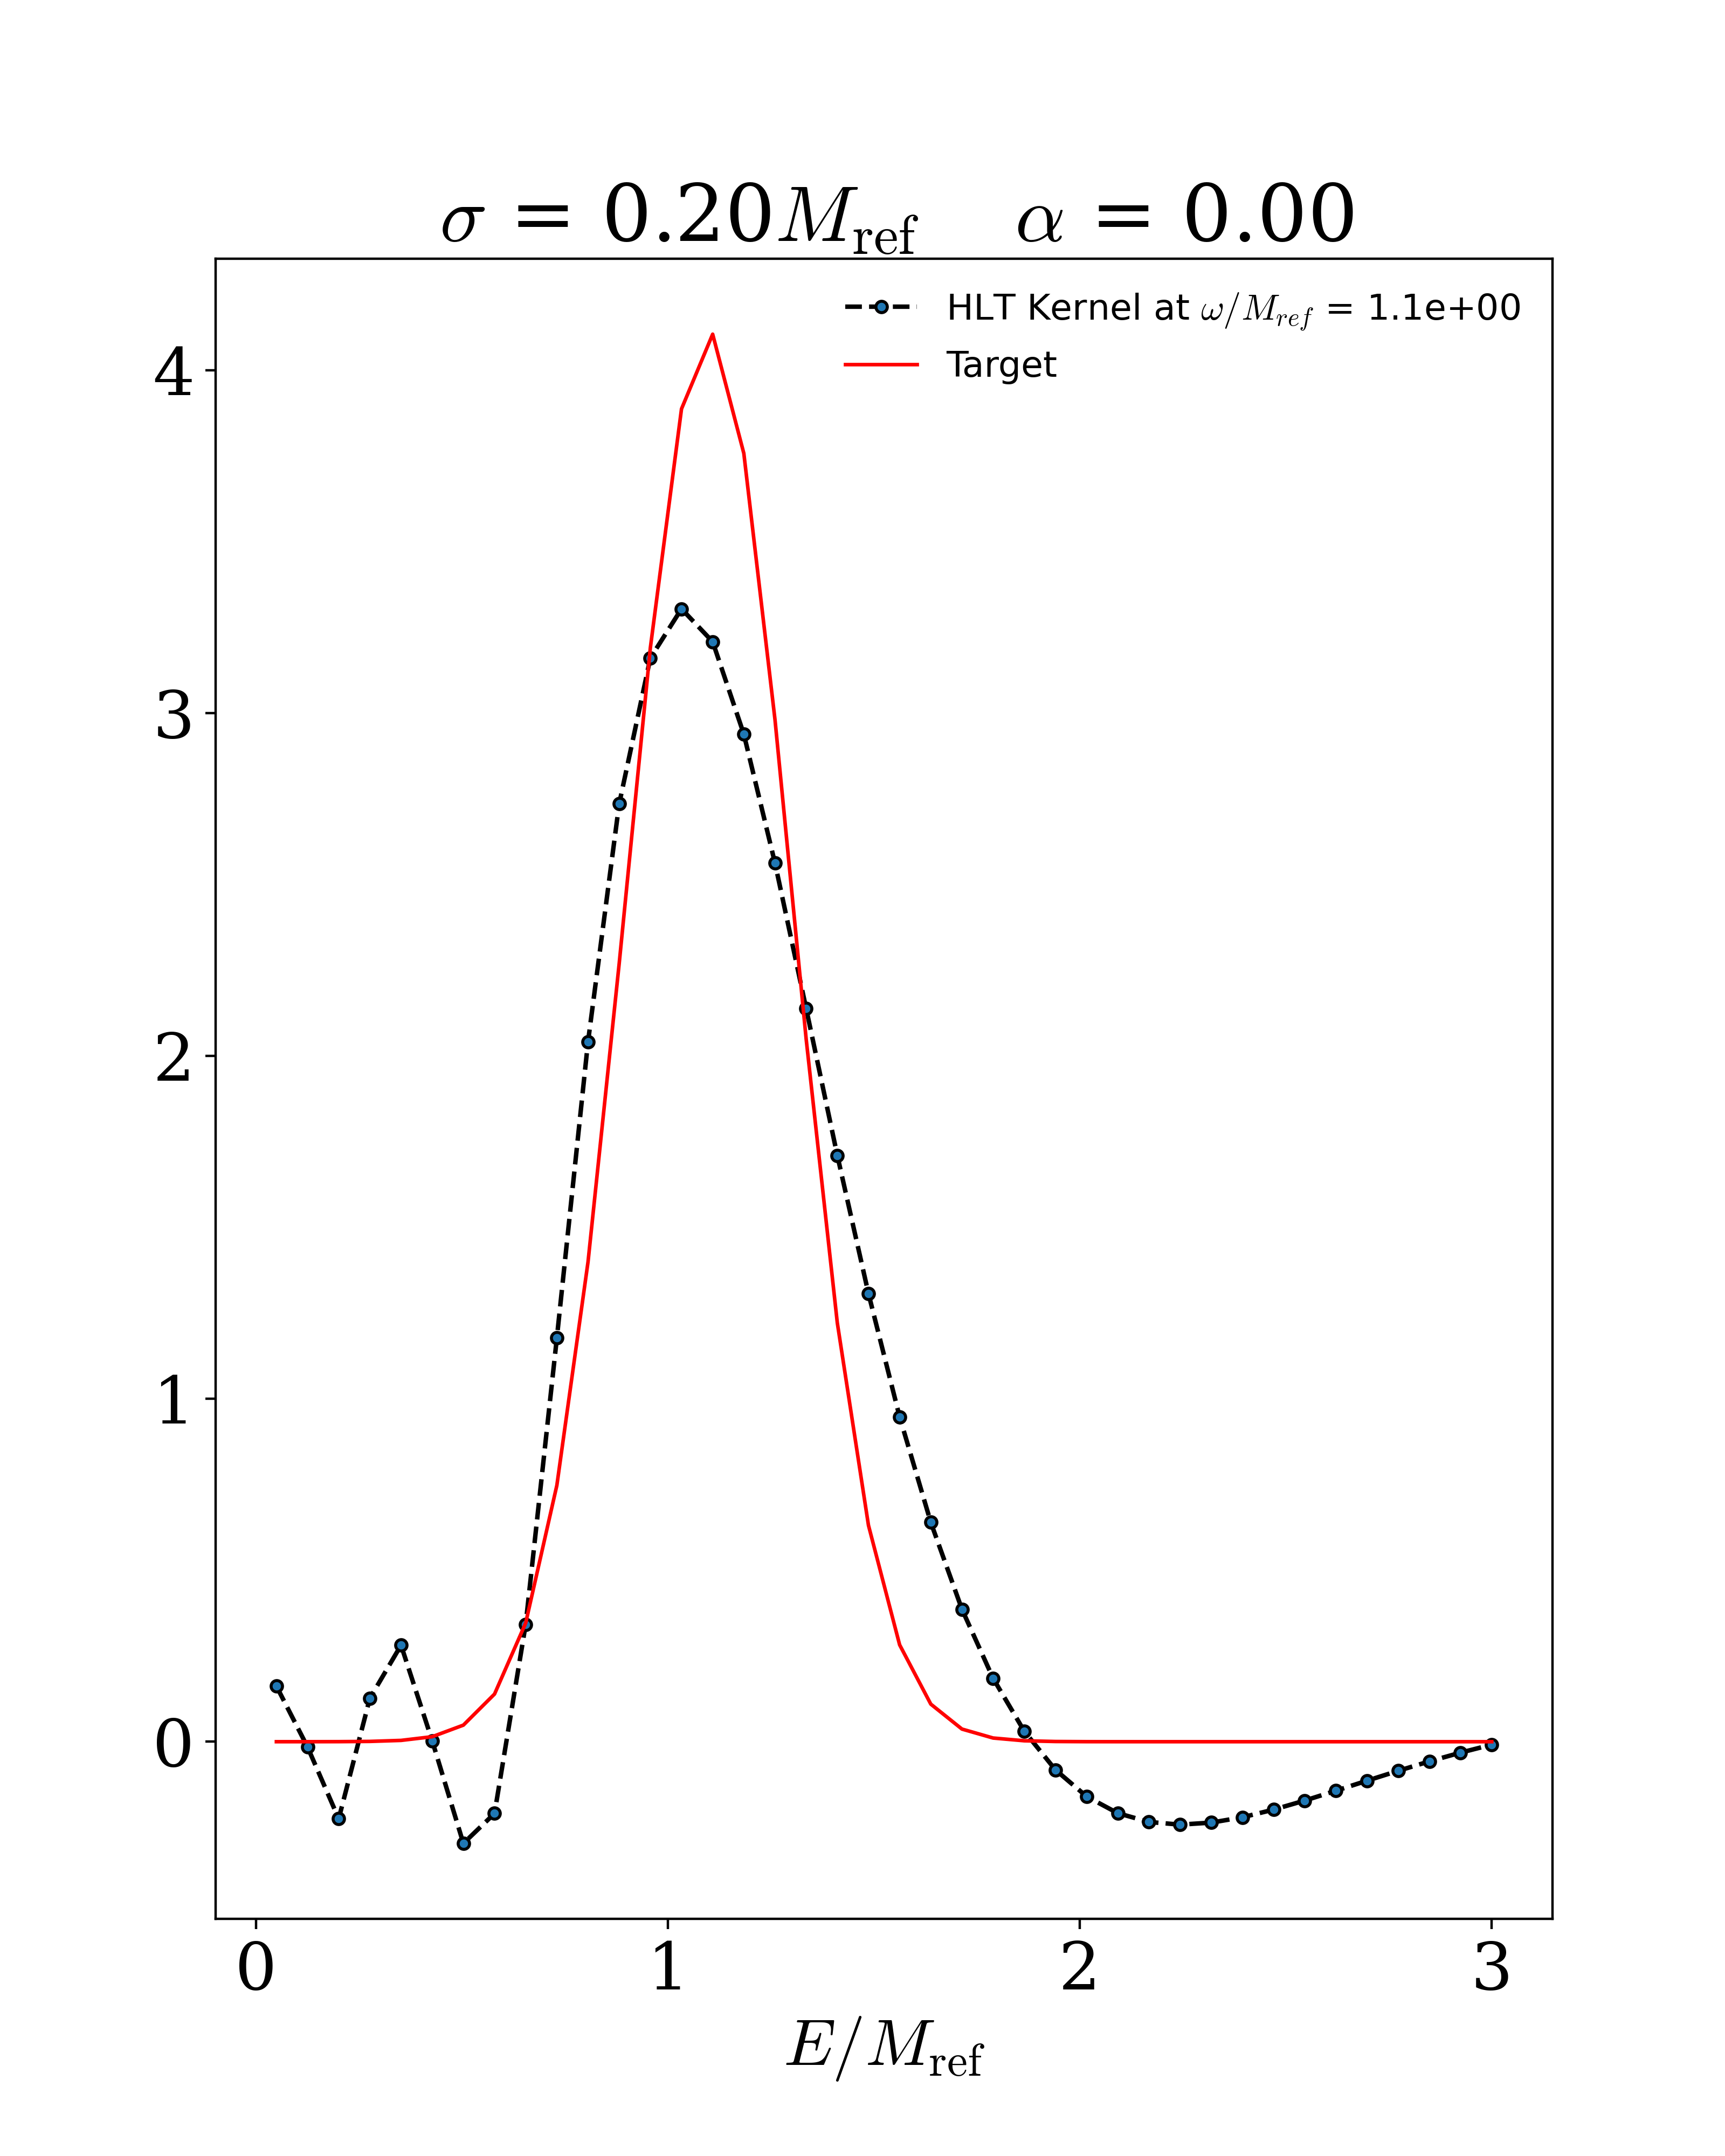 σ = 0.20M_ref α = 0.00
HLT Kernel at ω/M_ref = 1.1e+00
Target
4
3
2
1
0
0 1 2 3
E/M_ref